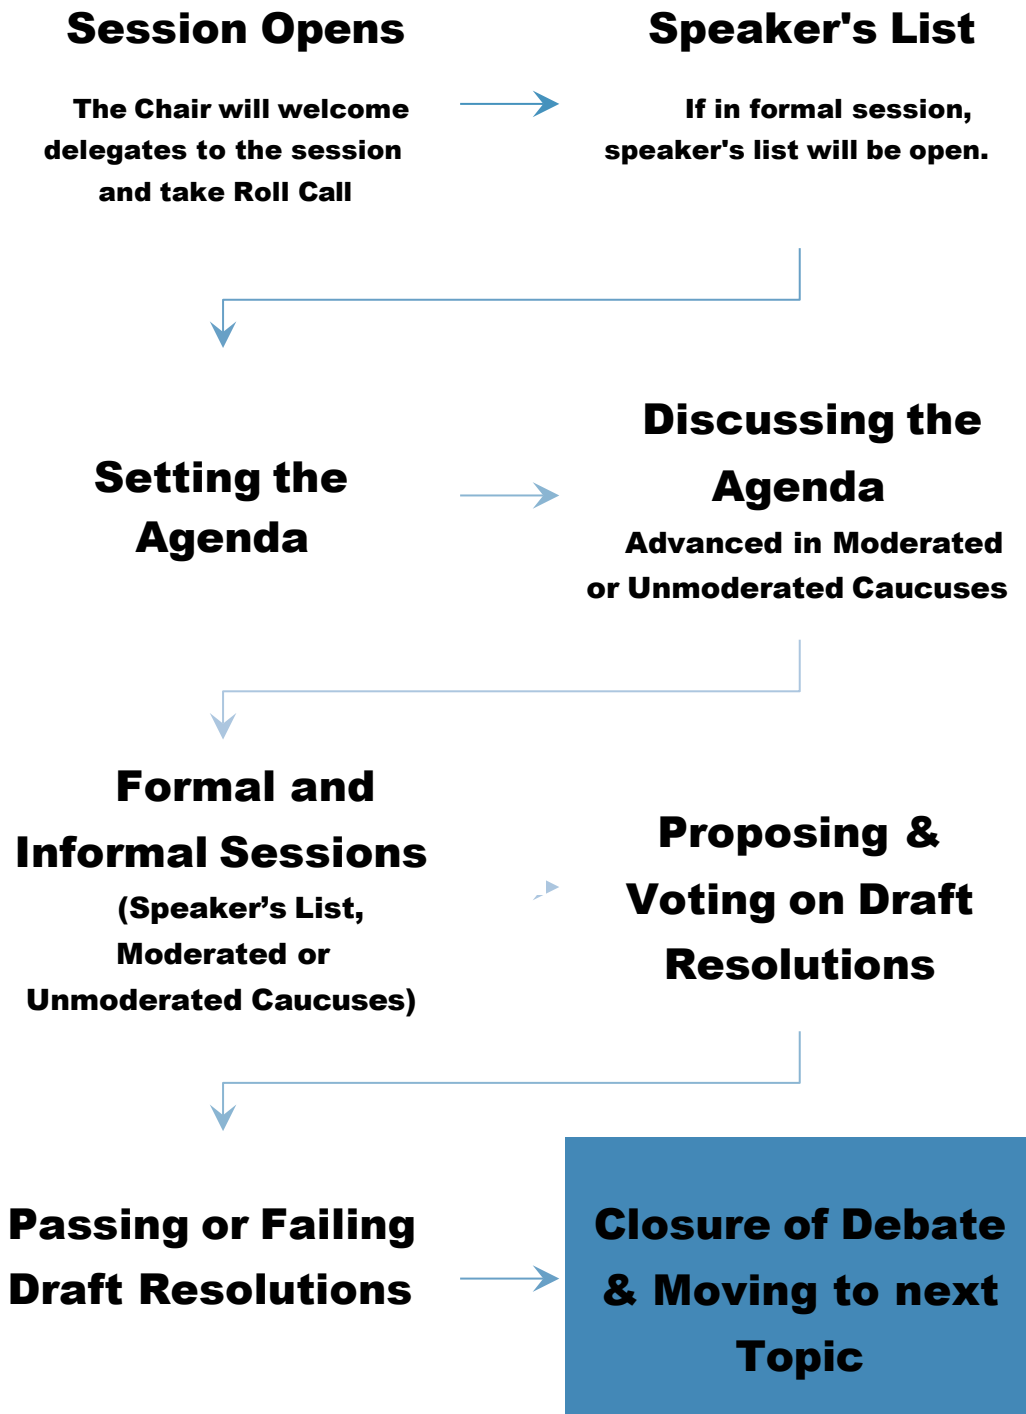 Session Opens
The Chair will welcome
delegates to the session
and take Roll Call
Speaker's List
If in formal session,
speaker's list will be open.
Setting the
Agenda
Discussing the
Agenda
Advanced in Moderated
or Unmoderated Caucuses
Formal and
Informal Sessions
(Speaker’s List,
Moderated or
Unmoderated Caucuses)
Proposing &
Voting on Draft
Resolutions
Passing or Failing
Draft Resolutions
Closure of Debate
& Moving to next
Topic